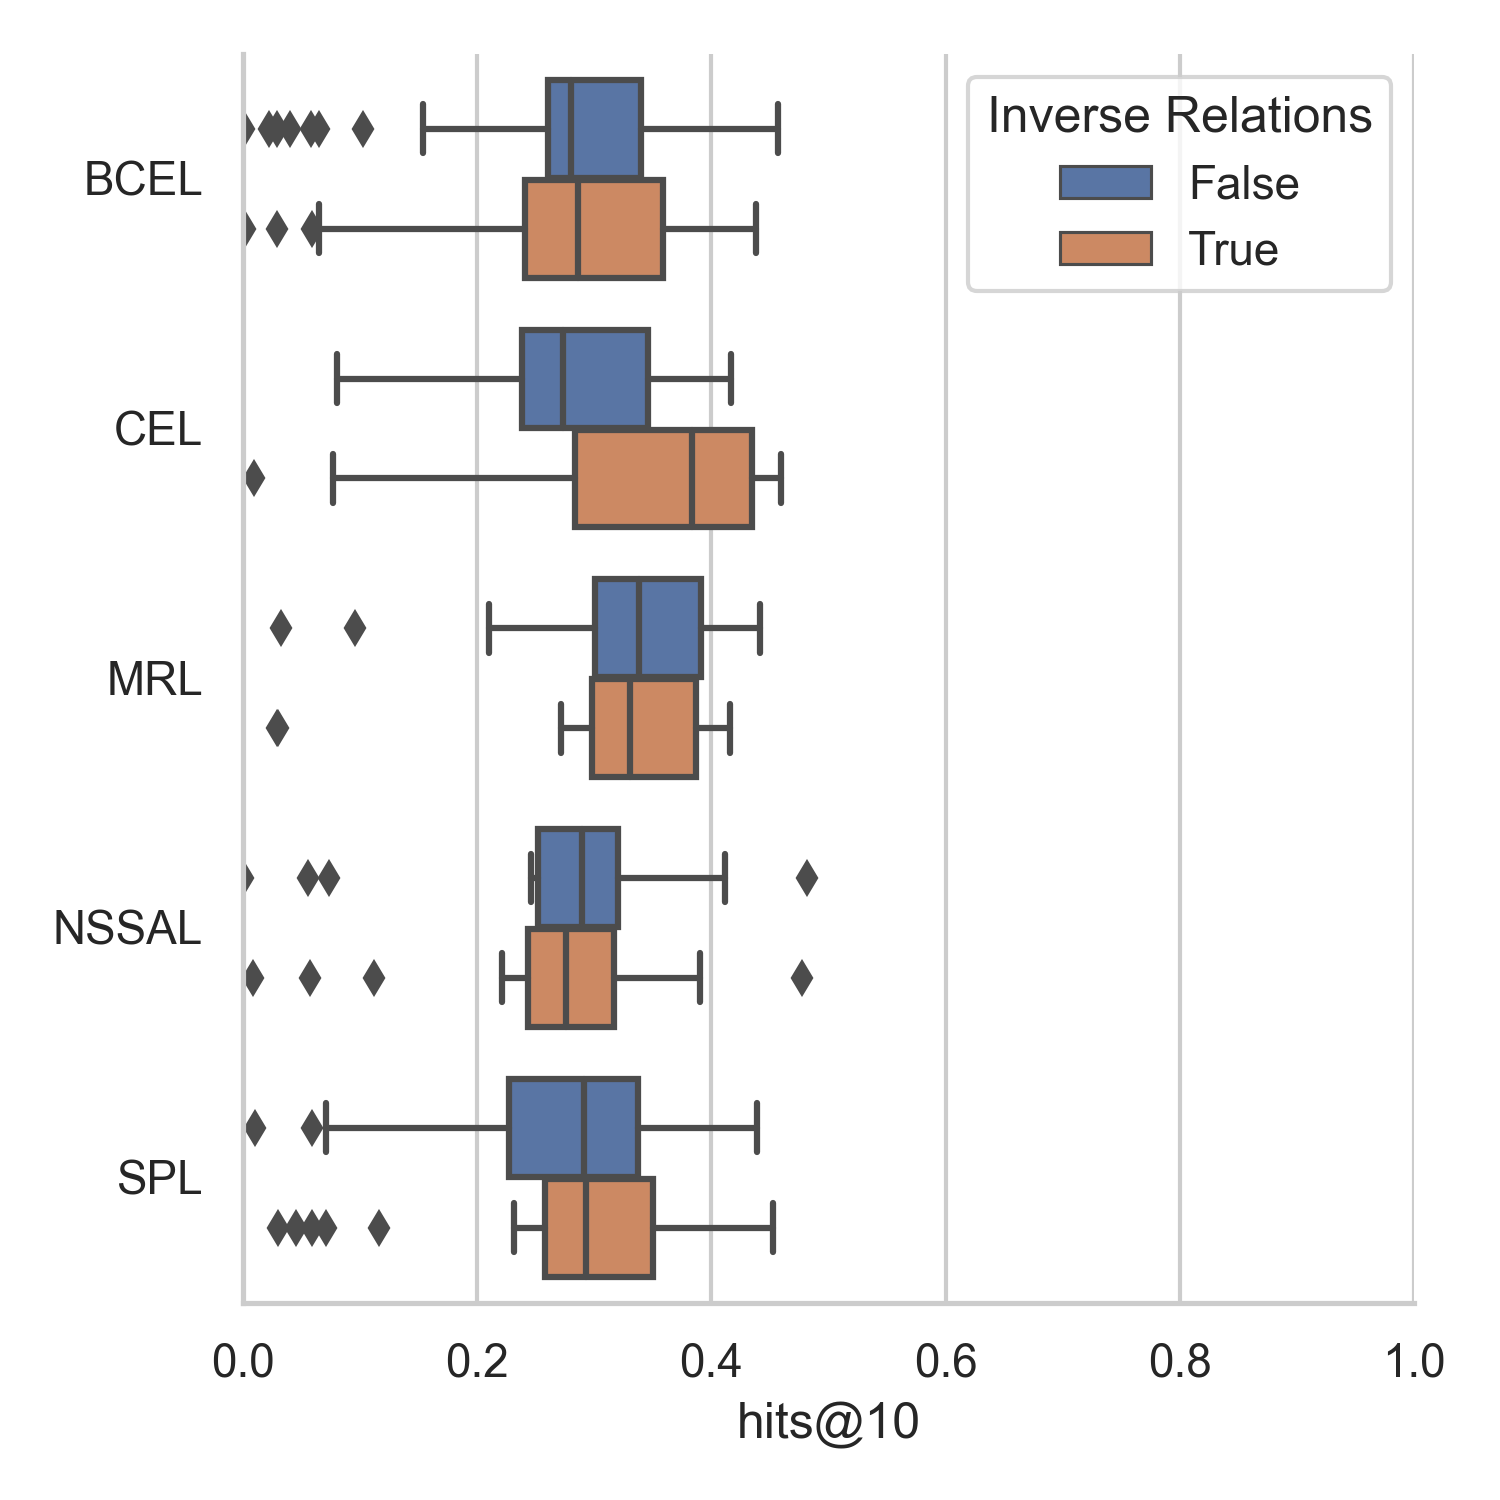 Inverse Relations
False
True
BCEL
CEL
MRL
NSSAL
SPL
0.0 0.2 0.4 0.6 0.8 1.0
hits@10